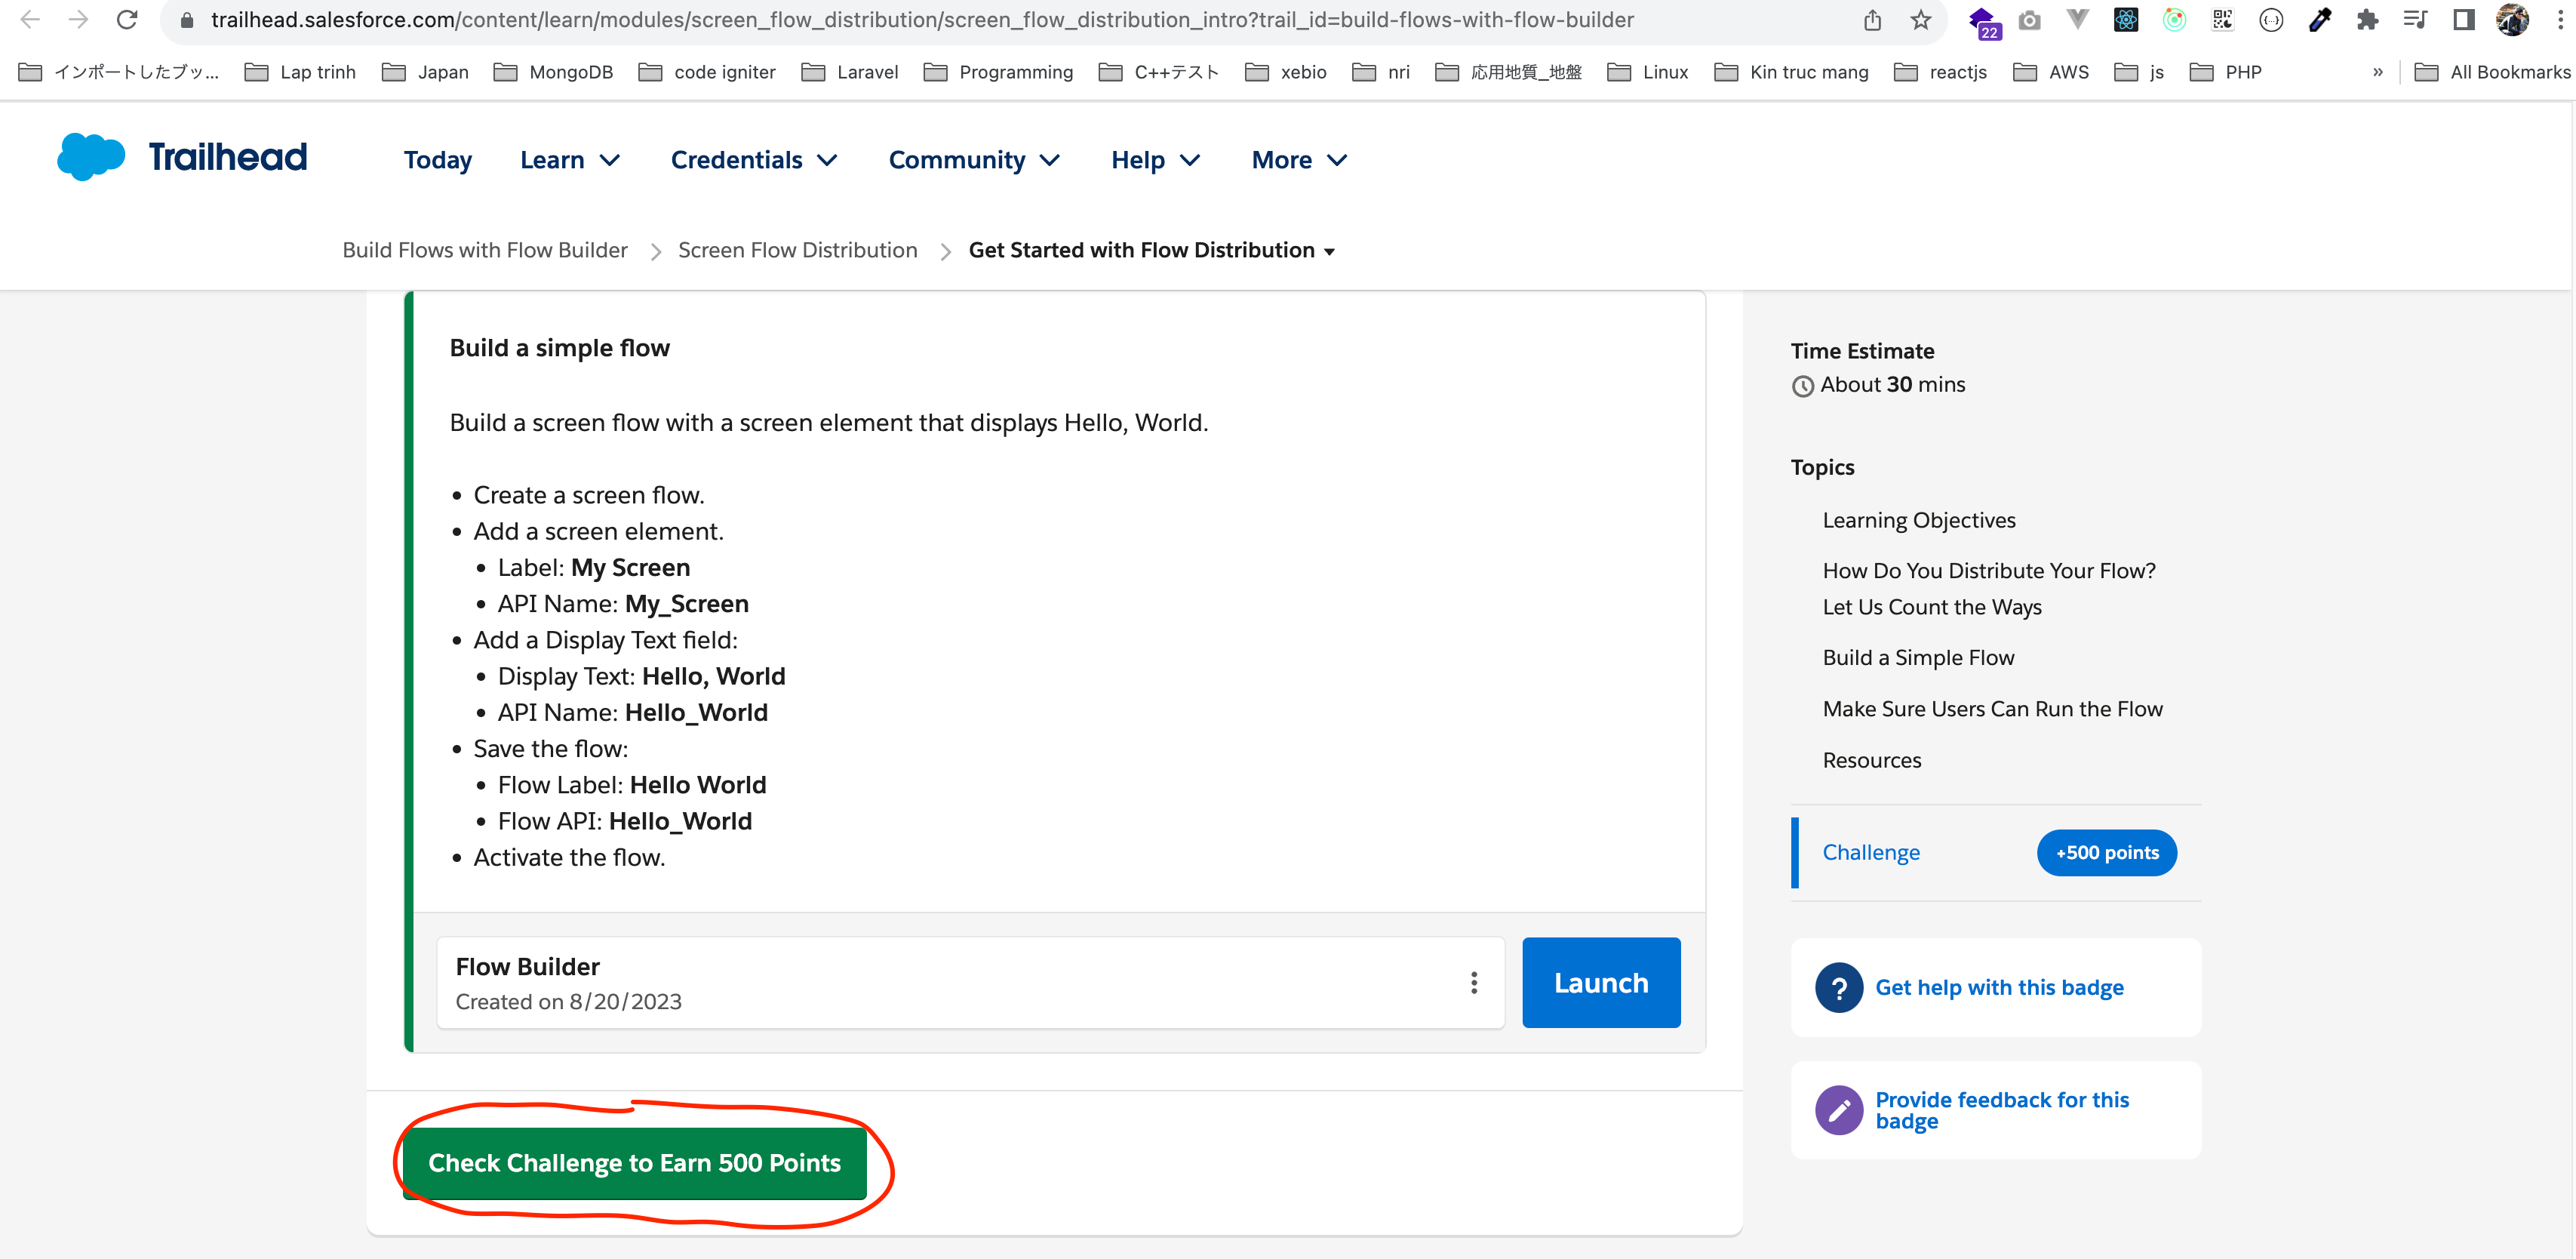 trailhead.salesforce.com/content/learn/modules/screen_flow_distribution/screen_flow_distribution_intro?trail_id=build-flows-with-flow-builder
22
インポートしたブッ... Lap trinh Japan MongoDB code igniter Laravel Programming C++テスト xebio nri 応用地質_地盤 Linux Kin truc mang reactjs AWS js PHP » All Bookmarks
Trailhead Today Learn Credentials Community Help More
Build Flows with Flow Builder Screen Flow Distribution Get Started with Flow Distribution
Build a simple flow
Build a screen flow with a screen element that displays Hello, World.
• Create a screen flow.
• Add a screen element.
• Label: My Screen
• API Name: My_Screen
• Add a Display Text field:
• Display Text: Hello, World
• API Name: Hello_World
• Save the flow:
• Flow Label: Hello World
• Flow API: Hello_World
• Activate the flow.
Flow Builder
Created on 8/20/2023
Launch
Check Challenge to Earn 500 Points
Time Estimate
About 30 mins
Topics
Learning Objectives
How Do You Distribute Your Flow?
Let Us Count the Ways
Build a Simple Flow
Make Sure Users Can Run the Flow
Resources
Challenge +500 points
? Get help with this badge
Provide feedback for this
badge